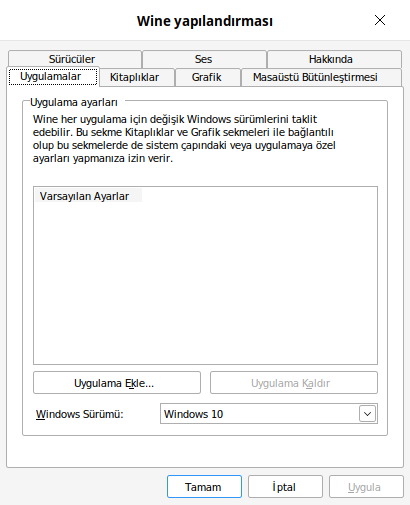 Wine yapılandırması
Sürücüler Ses Hakkında
Uygulamalar Kitaplıklar Grafik Masaüstü Bütünleştirmesi
Uygulama ayarları
Wine her uygulama için değişik Windows sürümlerini taklit
edebilir. Bu sekme Kitaplıklar ve Grafik sekmeleri ile bağlantılı
olup bu sekmelerde de sistem çapındaki veya uygulamaya özel
ayarları yapmanıza izin verir.
Varsayılan Ayarlar
Uygulama Ekle... Uygulama Kaldır
Windows Sürümü: Windows 10
Tamam İptal Uygula